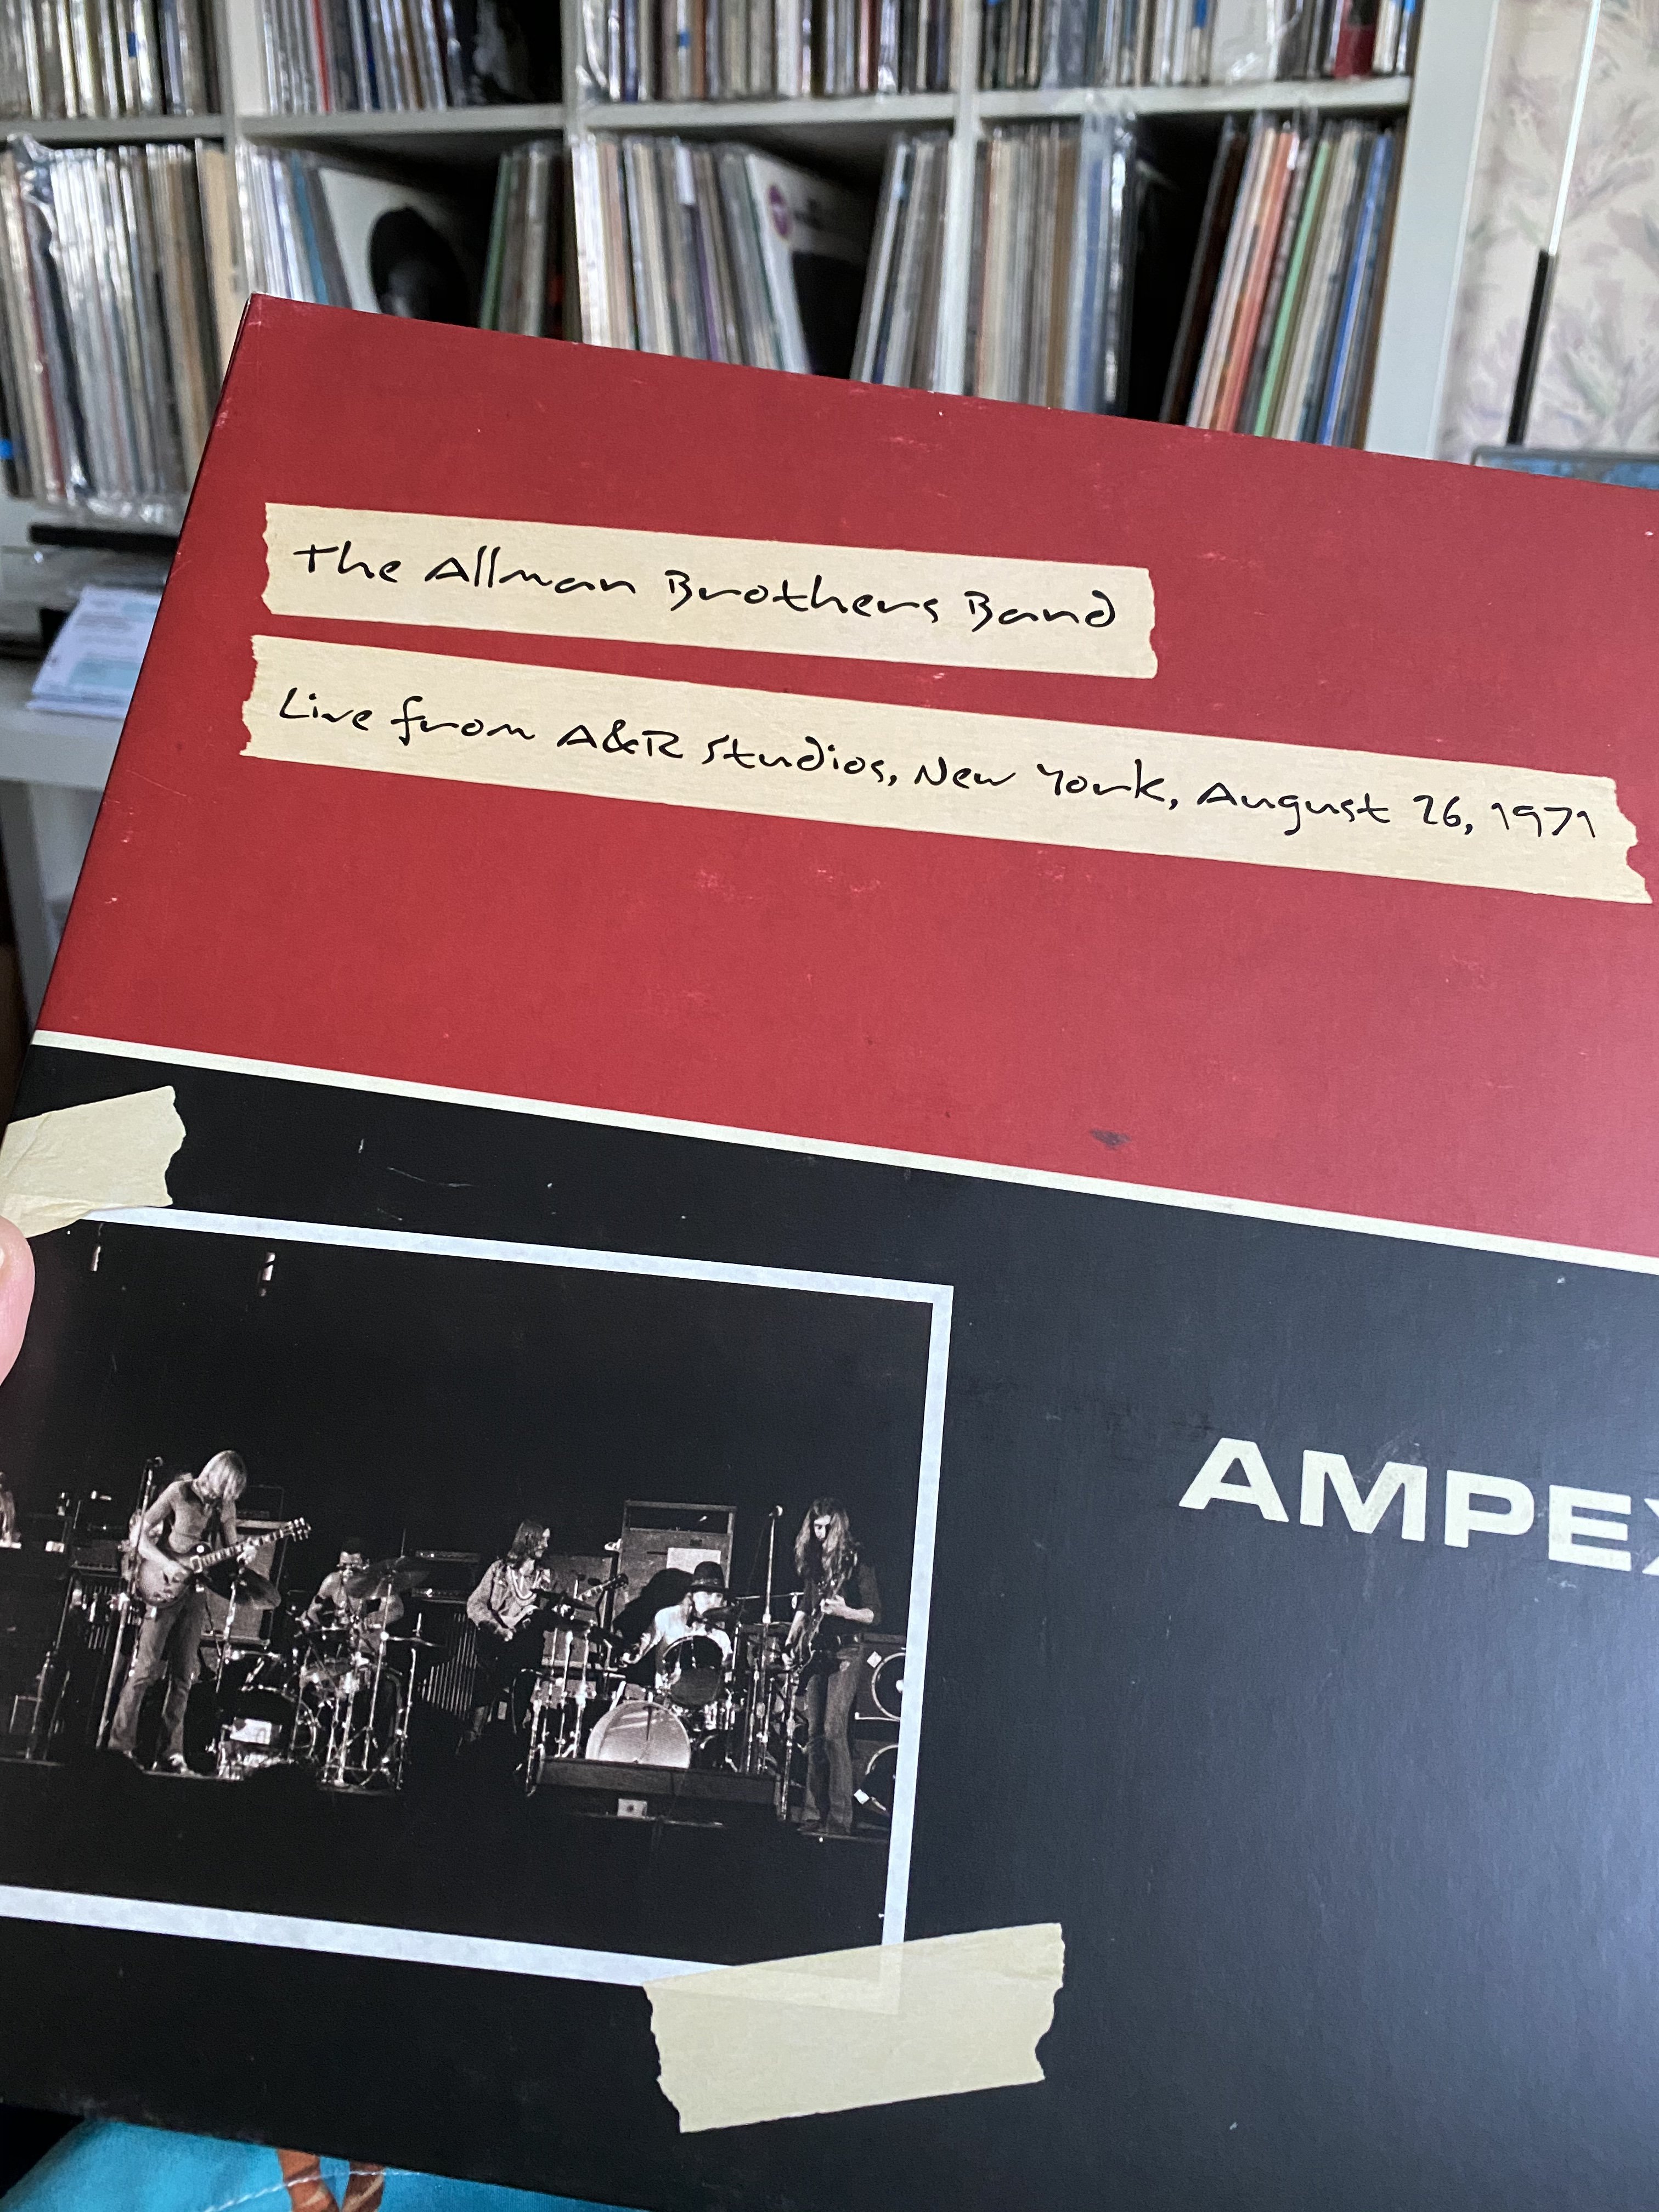 The Allman Brothers Band
Live from A&R Studios, New York, August 26, 1971
AMPEX